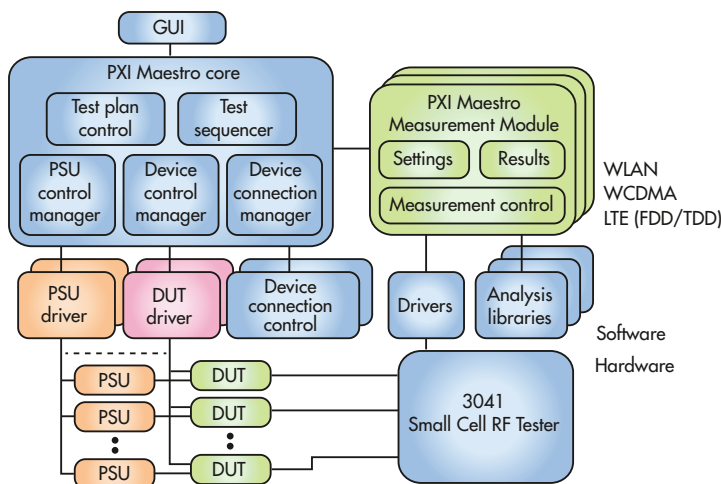 GUI
PXI Maestro core
Test plan
control
Test
sequencer
PSU
control
manager
Device
control
manager
Device
connection
manager
PXI Maestro
Measurement Module
Settings
Results
Measurement control
WLAN
WCDMA
LTE (FDD/TDD)
PSU
driver
DUT
driver
Device
connection
control
Drivers
Analysis
libraries
Software
Hardware
PSU
DUT
PSU
DUT
PSU
DUT
3041
Small Cell RF Tester